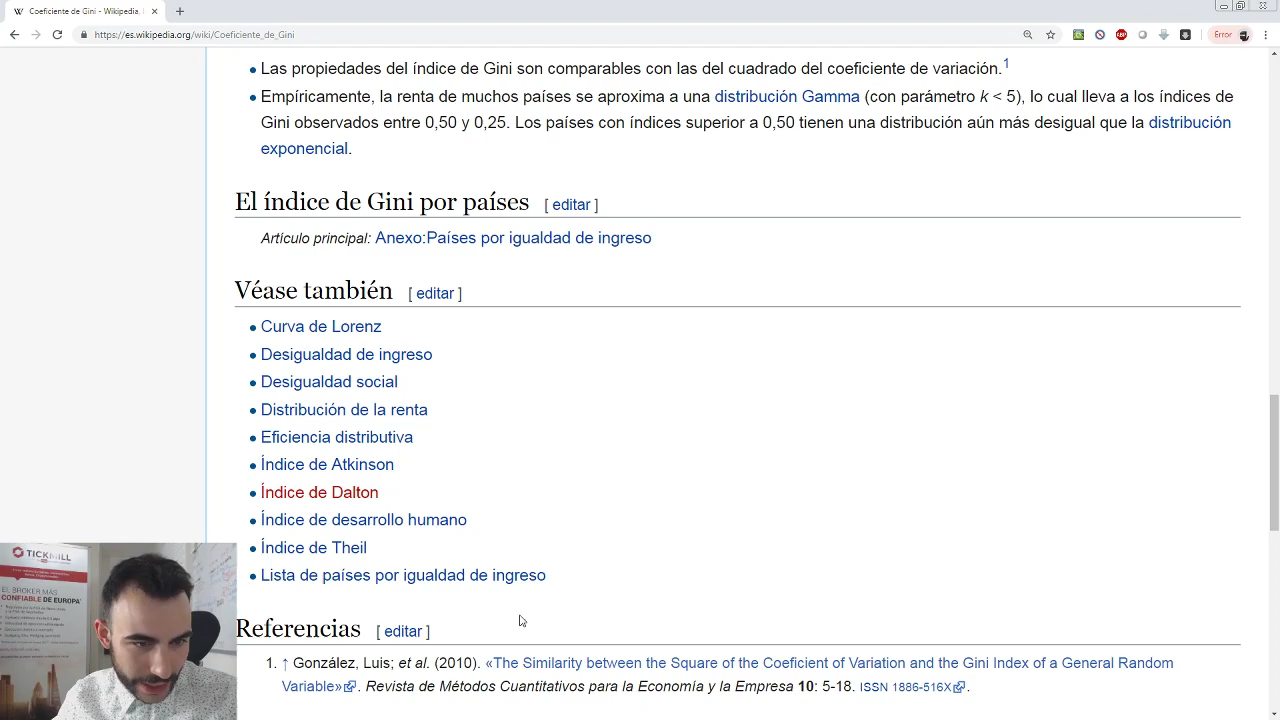 Coeficiente de Gini - Wikipedia,
https://es.wikipedia.org/wiki/Coeficiente_de_Gini
Error
• Las propiedades del índice de Gini son comparables con las del cuadrado del coeficiente de variación.1
• Empíricamente, la renta de muchos países se aproxima a una distribución Gamma (con parámetro k < 5), lo cual lleva a los índices de
Gini observados entre 0,50 y 0,25. Los países con índices superior a 0,50 tienen una distribución aún más desigual que la distribución
exponencial.
El índice de Gini por países [ editar ]
Artículo principal: Anexo:Países por igualdad de ingreso
Véase también [ editar ]
• Curva de Lorenz
• Desigualdad de ingreso
• Desigualdad social
• Distribución de la renta
• Eficiencia distributiva
• Índice de Atkinson
• Índice de Dalton
• Índice de desarrollo humano
• Índice de Theil
• Lista de países por igualdad de ingreso
Referencias [ editar ]
1. ↑ González, Luis; et al. (2010). «The Similarity between the Square of the Coeficient of Variation and the Gini Index of a General Random
Variable». Revista de Métodos Cuantitativos para la Economía y la Empresa 10: 5-18. ISSN 1886-516X.
TICKMILL
EL BROKER MÁS
CONFIABLE DE EUROPA